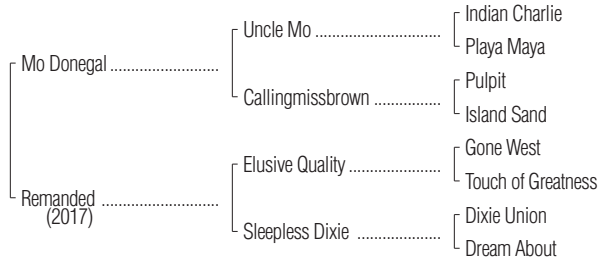 Indian Charlie
Uncle Mo ..................
Playa Maya
Mo Donegal ......................
Pulpit
Callingmissbrown ................
Island Sand
Gone West
Elusive Quality ....................
Touch of Greatness
Remanded ........................
(2017)
Dixie Union
Sleepless Dixie ..................
Dream About